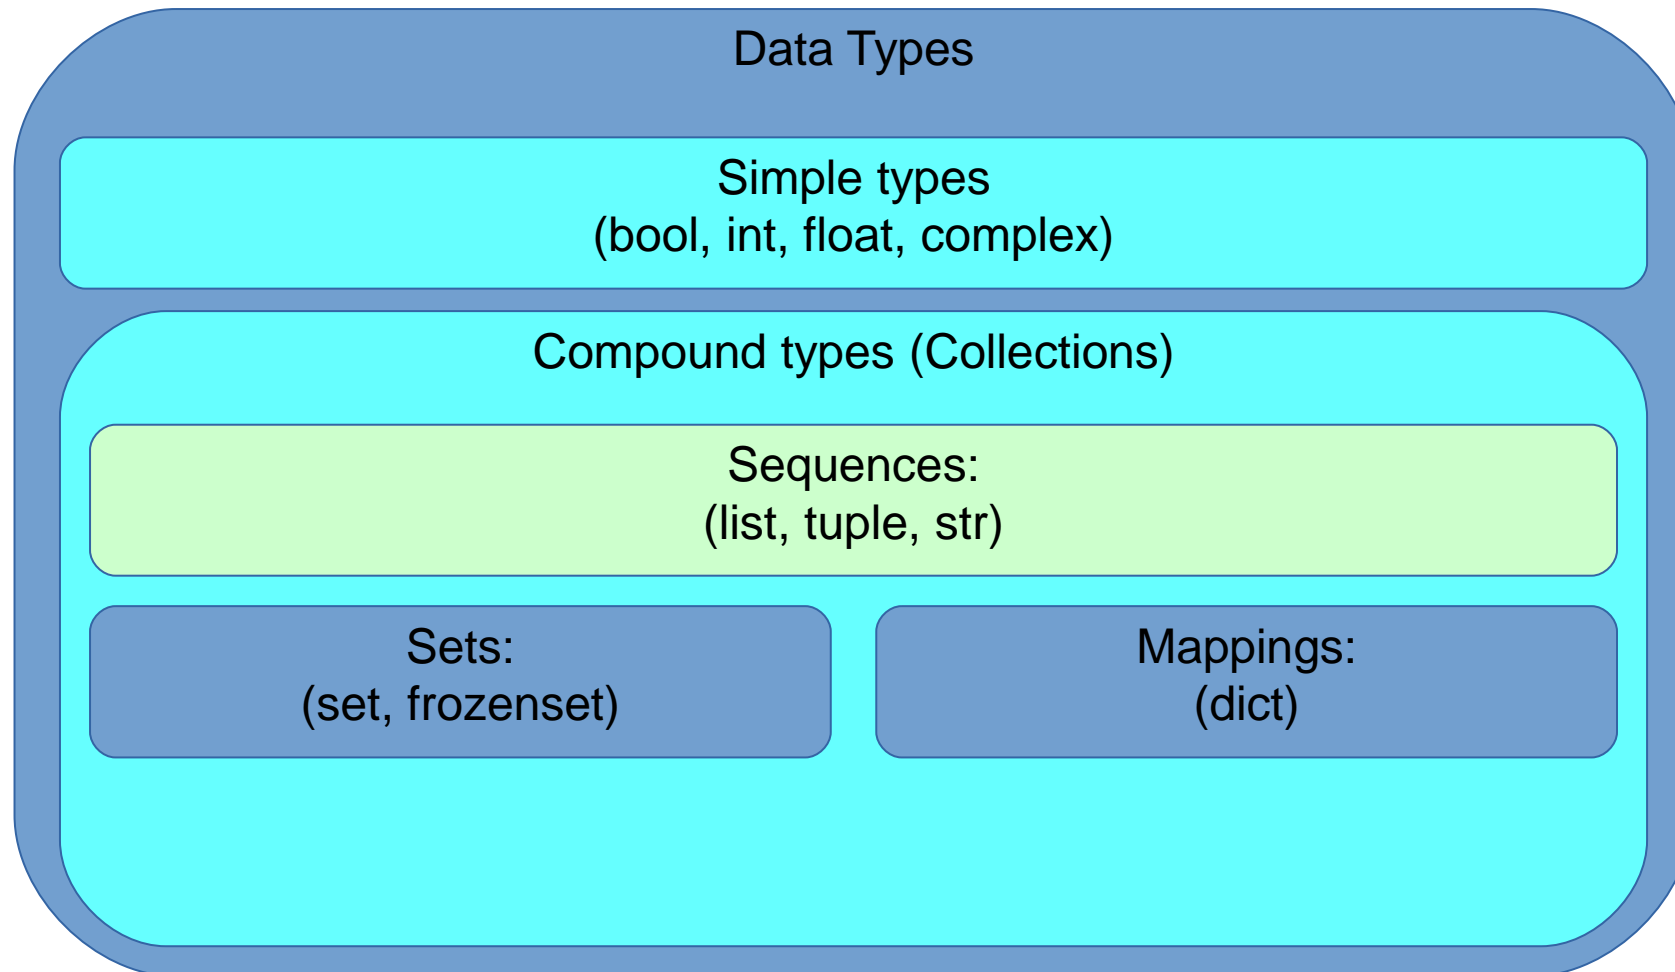 Data Types
Simple types
(bool, int, float, complex)
Compound types (Collections)
Sequences:
(list, tuple, str)
Sets:
(set, frozenset)
Mappings:
(dict)